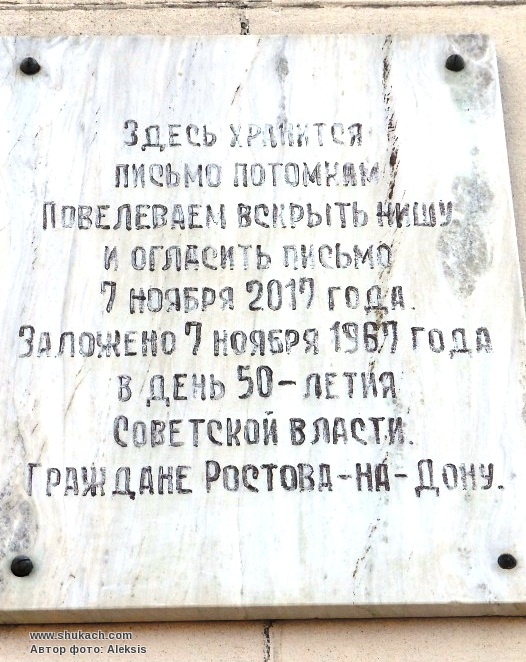 Здесь хранится
письмо потомкам
Повелеваем вскрыть нишу
и огласить письмо
7 ноября 2017 года.
Заложено 7 ноября 1967 года
в день 50-летия
Советской власти.
Граждане Ростова-на-Дону.
www.shukach.com
Автор фото: Aleksis